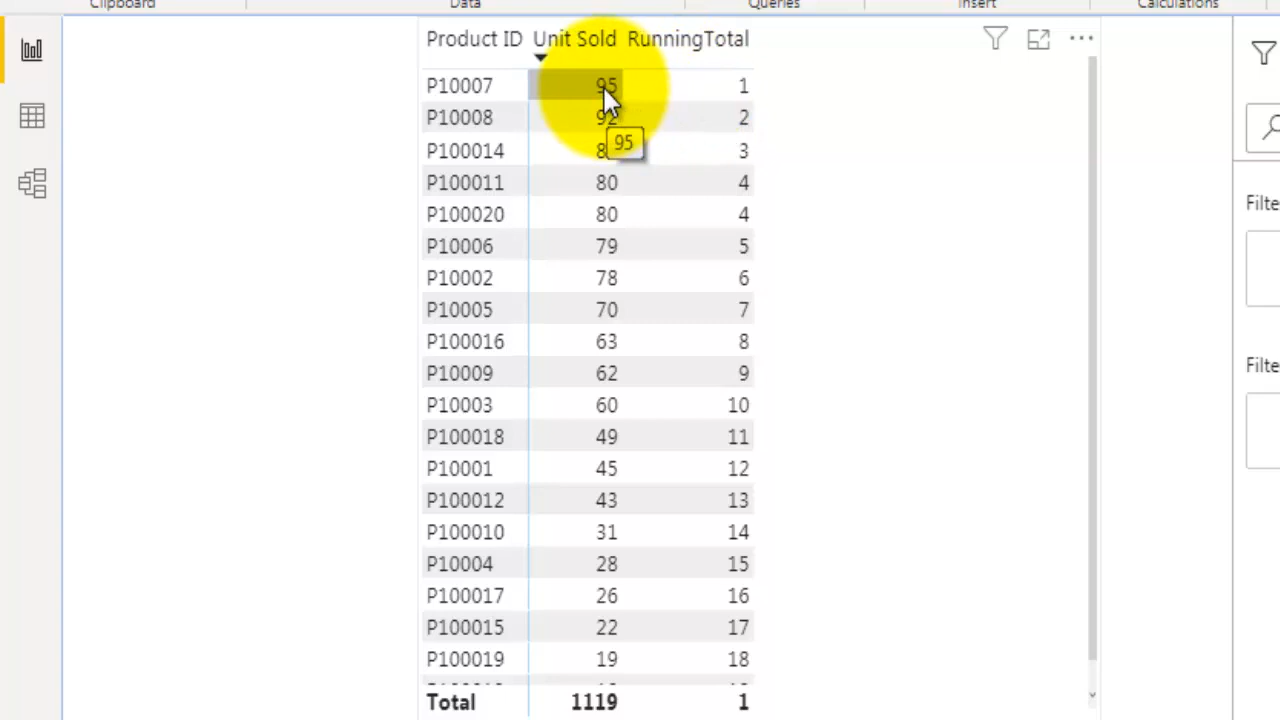 Clipboard Data Queries Insert Calculations
Product ID Unit Sold RunningTotal
P10007 95 1
P10008 92 2
95
P100014 8 3
P100011 80 4
P100020 80 4
P10006 79 5
P10002 78 6
P10005 70 7
P100016 63 8
P10009 62 9
P10003 60 10
P100018 49 11
P10001 45 12
P100012 43 13
P100010 31 14
P10004 28 15
P100017 26 16
P100015 22 17
P100019 19 18
Total 1119 1
Filte
Filte